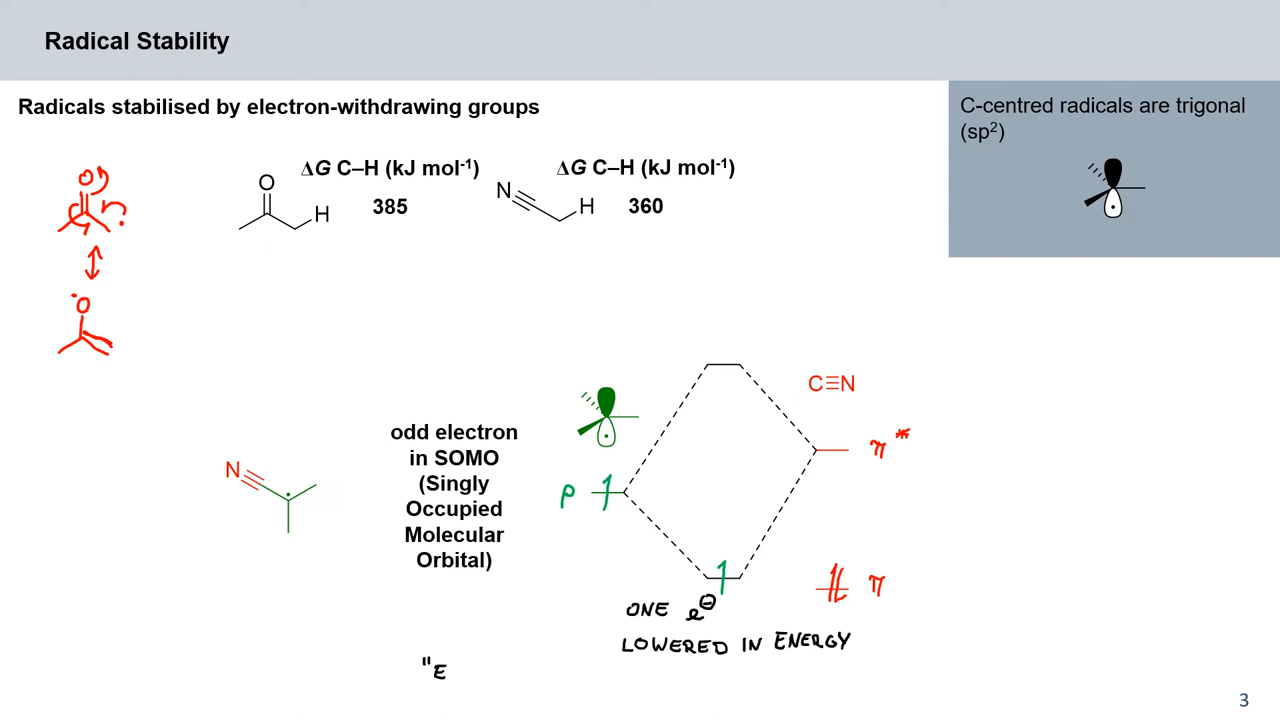 Radical Stability
Radicals stabilised by electron-withdrawing groups
C-centred radicals are trigonal
(sp²)
O
ΔG C–H (kJ mol⁻¹)
ΔG C–H (kJ mol⁻¹)
O
H
385
N
H
360
O
C≡N
odd electron
in SOMO
(Singly
Occupied
Molecular
Orbital)
π*
N
p
π
ONE e⊖
LOWERED IN ENERGY
"E
3